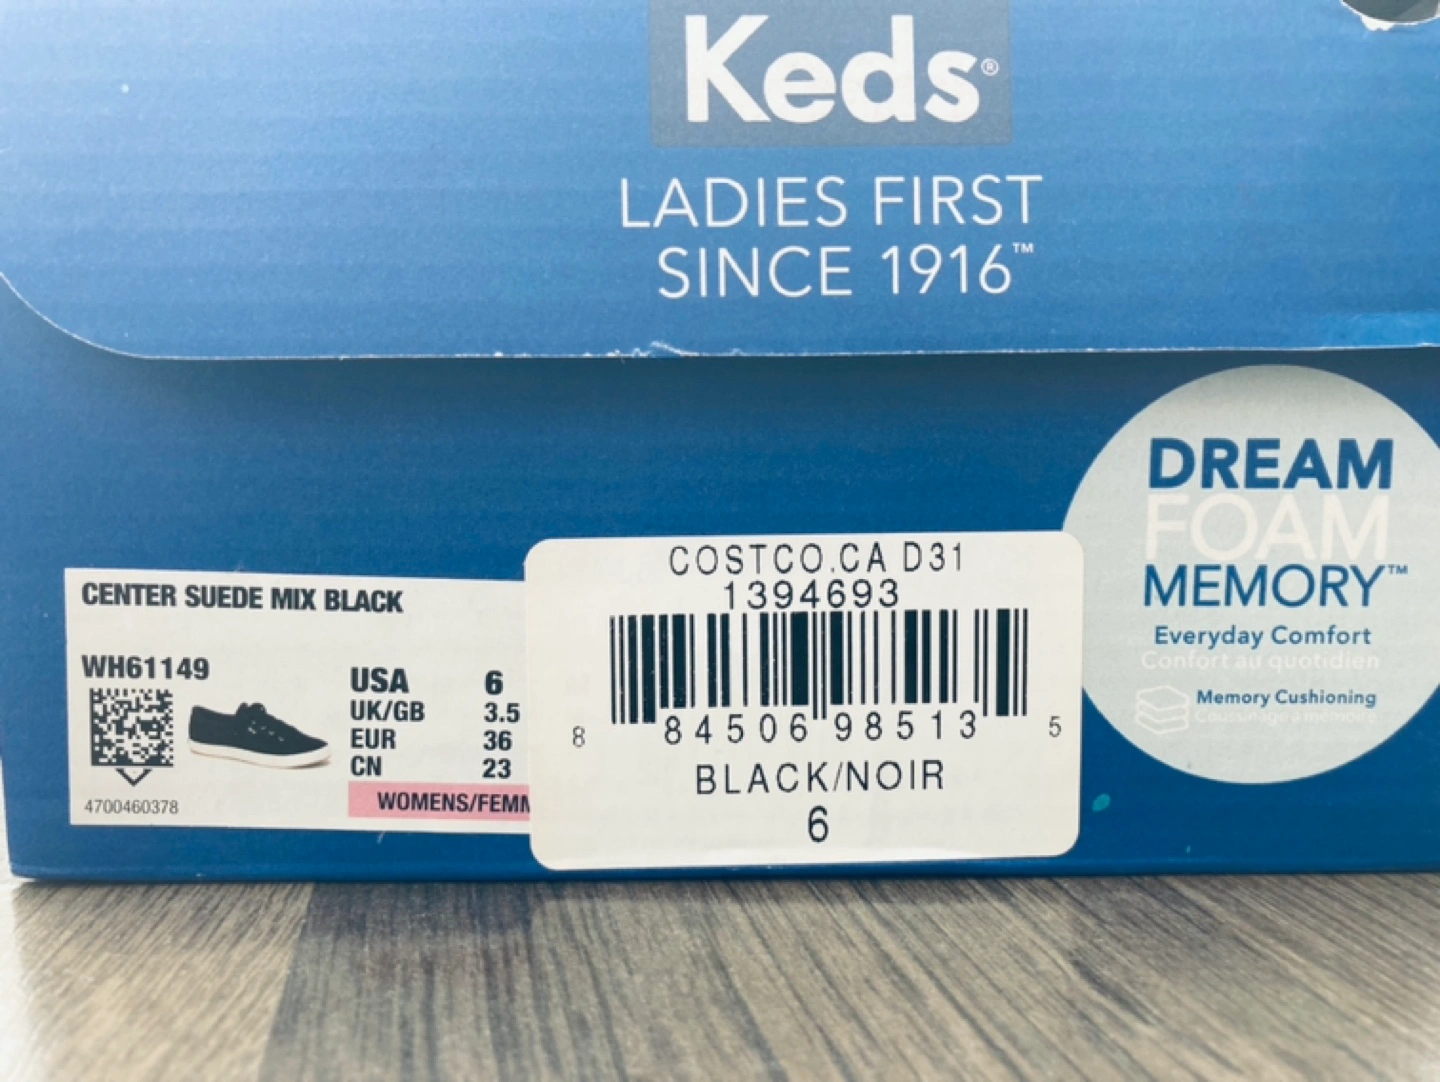 Keds®
LADIES FIRST
SINCE 1916™
DREAM
FOAM
MEMORY™
Everyday Comfort
Confort au quotidien
Memory Cushioning
Coussinage à mémoire
CENTER SUEDE MIX BLACK
WH61149
USA 6
UK/GB 3.5
EUR 36
CN 23
WOMENS/FEMM
4700460378
COSTCO.CA D31
1394693
8 84506 98513 5
BLACK/NOIR
6